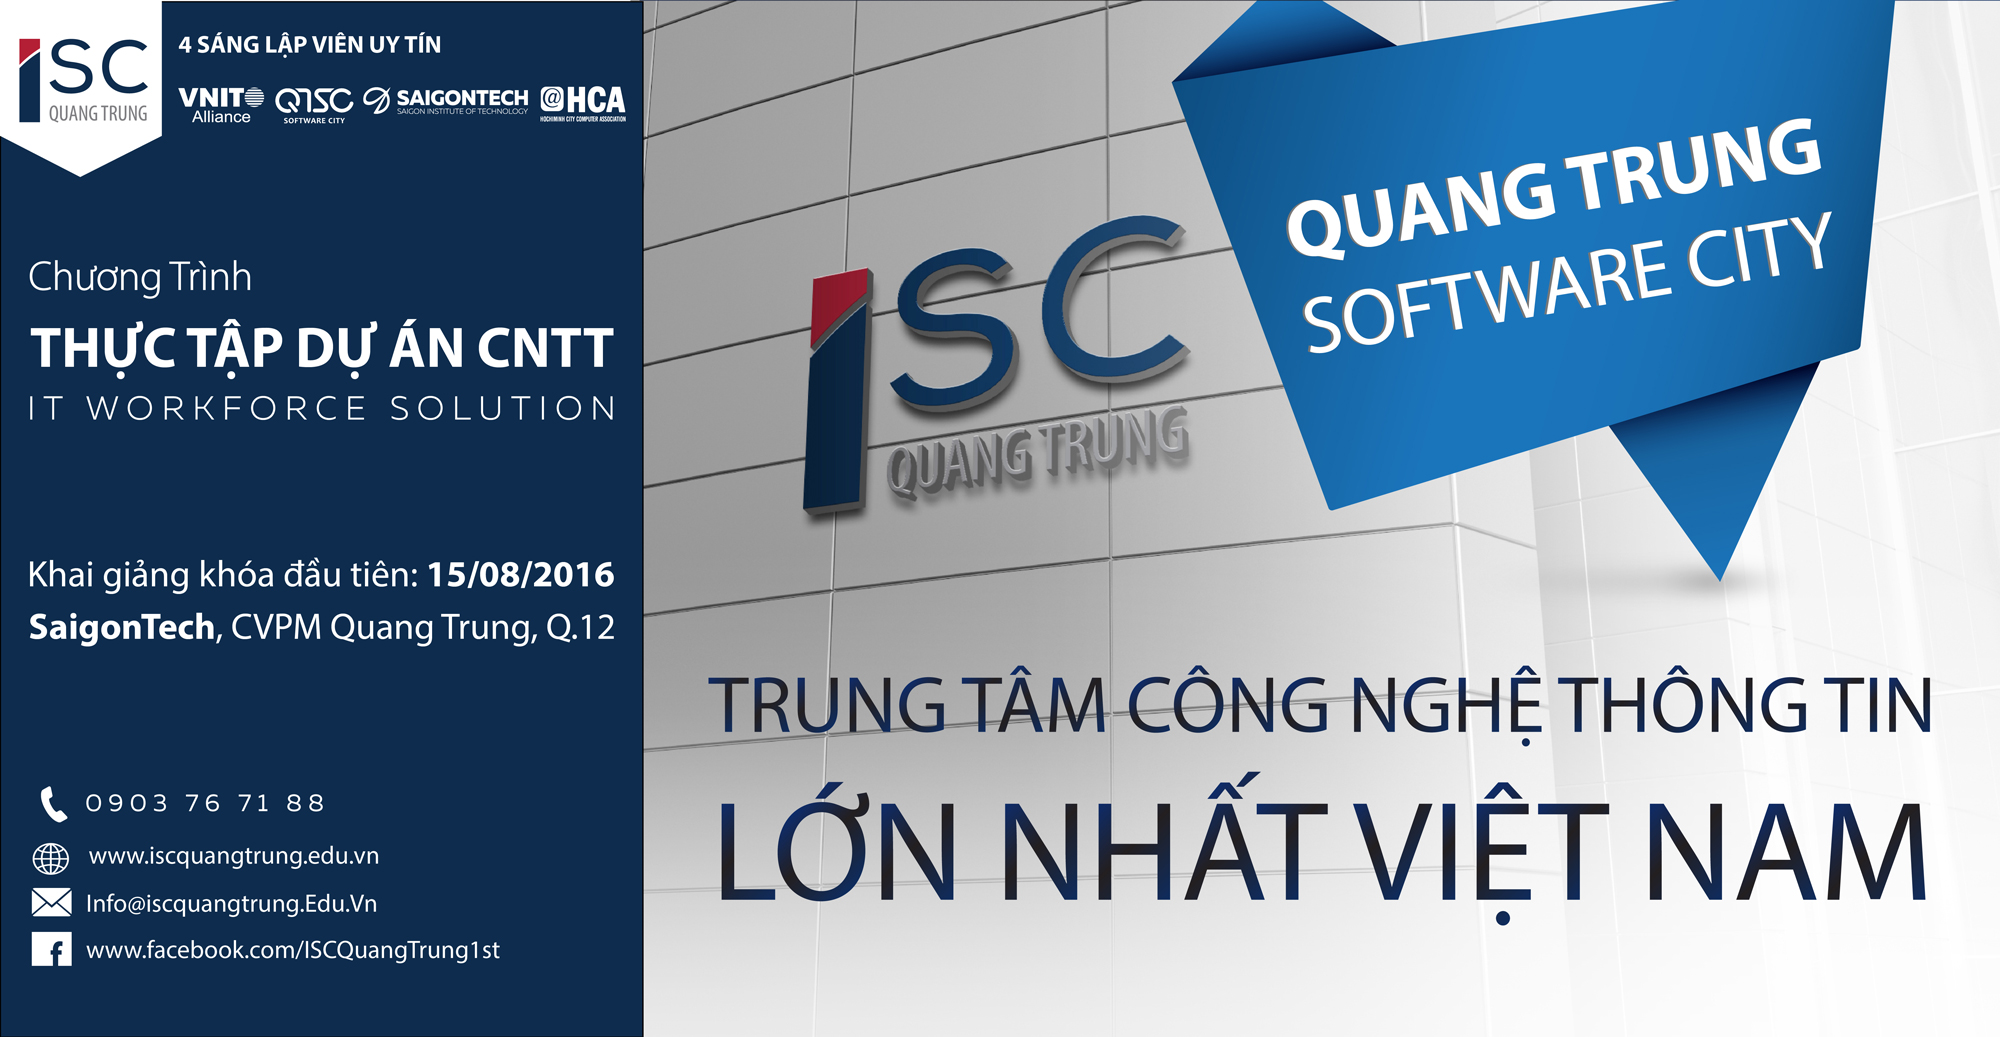 ISC
QUANG TRUNG
4 SÁNG LẬP VIÊN UY TÍN
VNITO
Alliance
QTSC
SOFTWARE CITY
SAIGONTECH
SAIGON INSTITUTE OF TECHNOLOGY
@HCA
HOCHIMINH CITY COMPUTER ASSOCIATION
Chương Trình
THỰC TẬP DỰ ÁN CNTT
IT WORKFORCE SOLUTION
Khai giảng khóa đầu tiên: 15/08/2016
SaigonTech, CVPM Quang Trung, Q.12
0903 76 71 88
www.iscquangtrung.edu.vn
Info@iscquangtrung.Edu.Vn
f
www.facebook.com/ISCQuangTrung1st
ISC
QUANG TRUNG
QUANG TRUNG
SOFTWARE CITY
TRUNG TÂM CÔNG NGHỆ THÔNG TIN
LỚN NHẤT VIỆT NAM